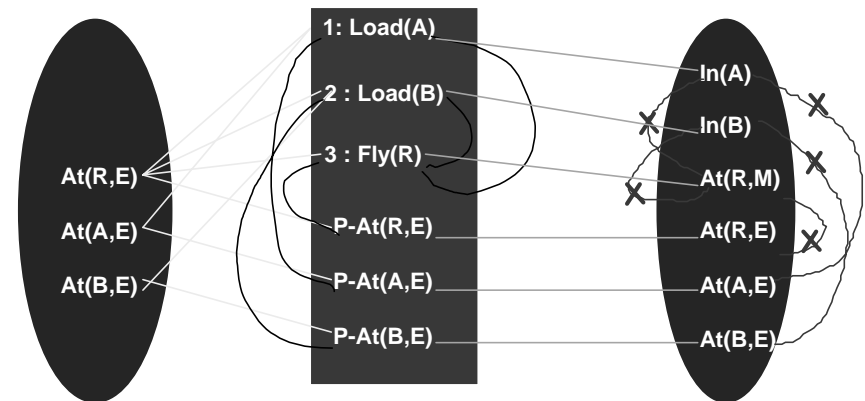 At(R,E)
At(A,E)
At(B,E)
1: Load(A)
2 : Load(B)
3 : Fly(R)
P-At(R,E)
P-At(A,E)
P-At(B,E)
In(A)
In(B)
At(R,M)
At(R,E)
At(A,E)
At(B,E)